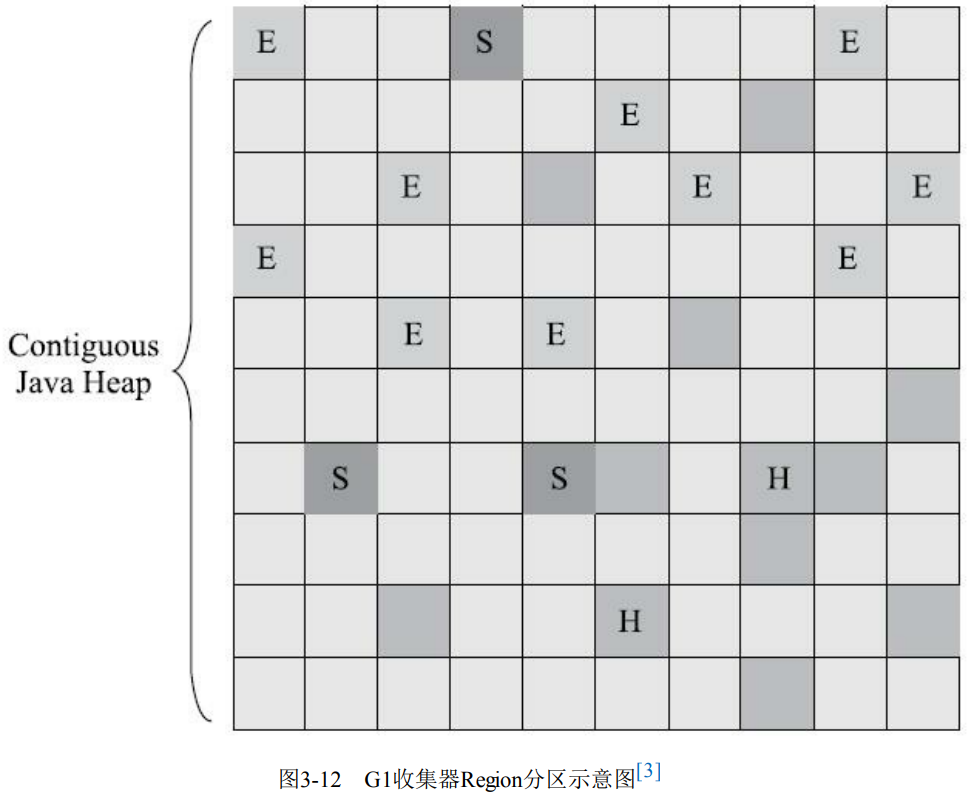 E S E
E
E E E
E E
Contiguous
Java Heap
E E
S S H
H
图3-12 G1收集器Region分区示意图[3]